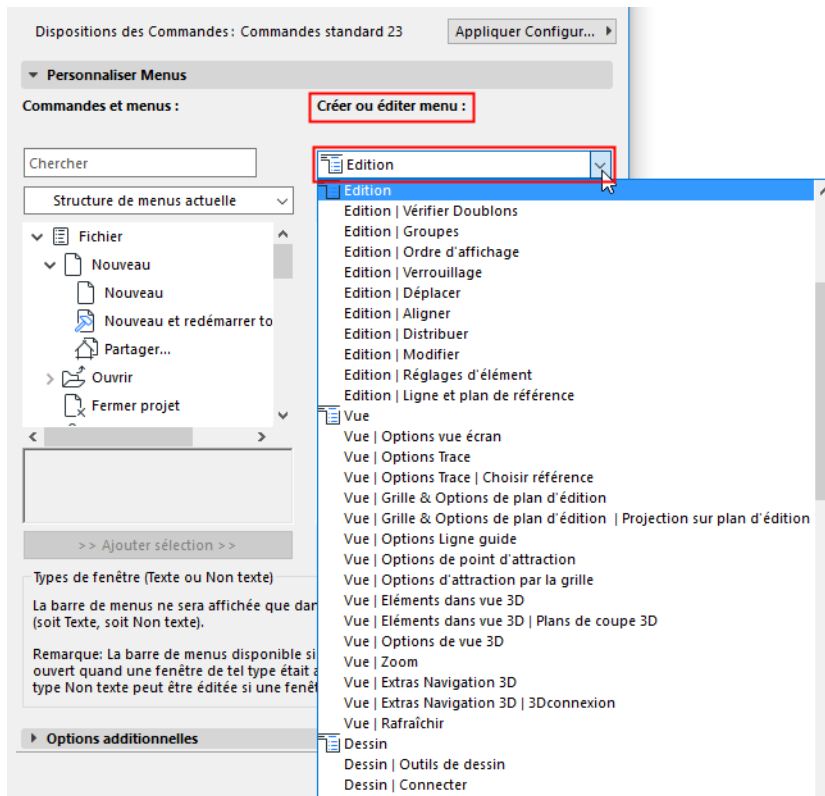 Dispositions des Commandes: Commandes standard 23
Appliquer Configur...
Personnaliser Menus
Commandes et menus :
Créer ou éditer menu :
Chercher
Edition
Structure de menus actuelle
Fichier
Nouveau
Nouveau
Nouveau et redémarrer to
Partager...
Ouvrir
Fermer projet
>> Ajouter sélection >>
Types de fenêtre (Texte ou Non texte)
La barre de menus ne sera affichée que dan
(soit Texte, soit Non texte).
Remarque: La barre de menus disponible si
ouvert quand une fenêtre de tel type était a
type Non texte peut être éditée si une fenêt
Options additionnelles
Edition
Edition | Vérifier Doublons
Edition | Groupes
Edition | Ordre d'affichage
Edition | Verrouillage
Edition | Déplacer
Edition | Aligner
Edition | Distribuer
Edition | Modifier
Edition | Réglages d'élément
Edition | Ligne et plan de référence
Vue
Vue | Options vue écran
Vue | Options Trace
Vue | Options Trace | Choisir référence
Vue | Grille & Options de plan d'édition
Vue | Grille & Options de plan d'édition | Projection sur plan d'édition
Vue | Options Ligne guide
Vue | Options de point d'attraction
Vue | Options d'attraction par la grille
Vue | Eléments dans vue 3D
Vue | Eléments dans vue 3D | Plans de coupe 3D
Vue | Options de vue 3D
Vue | Zoom
Vue | Extras Navigation 3D
Vue | Extras Navigation 3D | 3Dconnexion
Vue | Rafraîchir
Dessin
Dessin | Outils de dessin
Dessin | Connecter